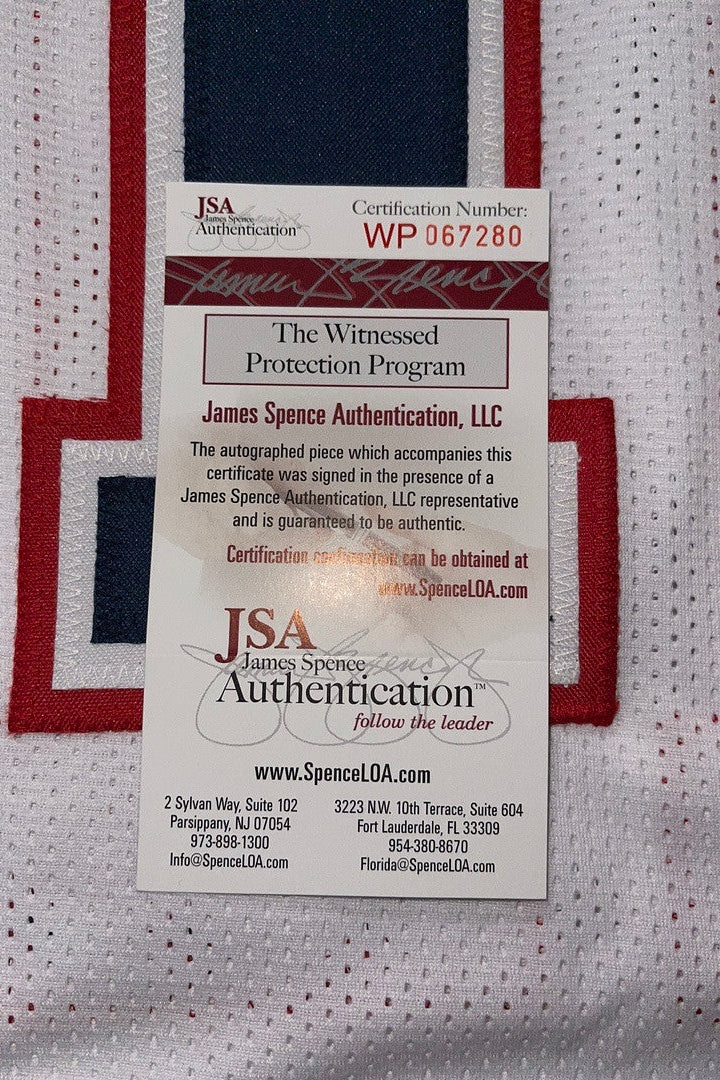 JSA
James Spence
Authentication
Certification Number:
WP 067280
James Spence
The Witnessed
Protection Program
James Spence Authentication, LLC
The autographed piece which accompanies this
certificate was signed in the presence of a
James Spence Authentication, LLC representative
and is guaranteed to be authentic.
Certification confirmation can be obtained at
www.SpenceLOA.com
JSA
James Spence
Authentication™
follow the leader
www.SpenceLOA.com
2 Sylvan Way, Suite 102
Parsippany, NJ 07054
973-898-1300
Info@SpenceLOA.com
3223 N.W. 10th Terrace, Suite 604
Fort Lauderdale, FL 33309
954-380-8670
Florida@SpenceLOA.com